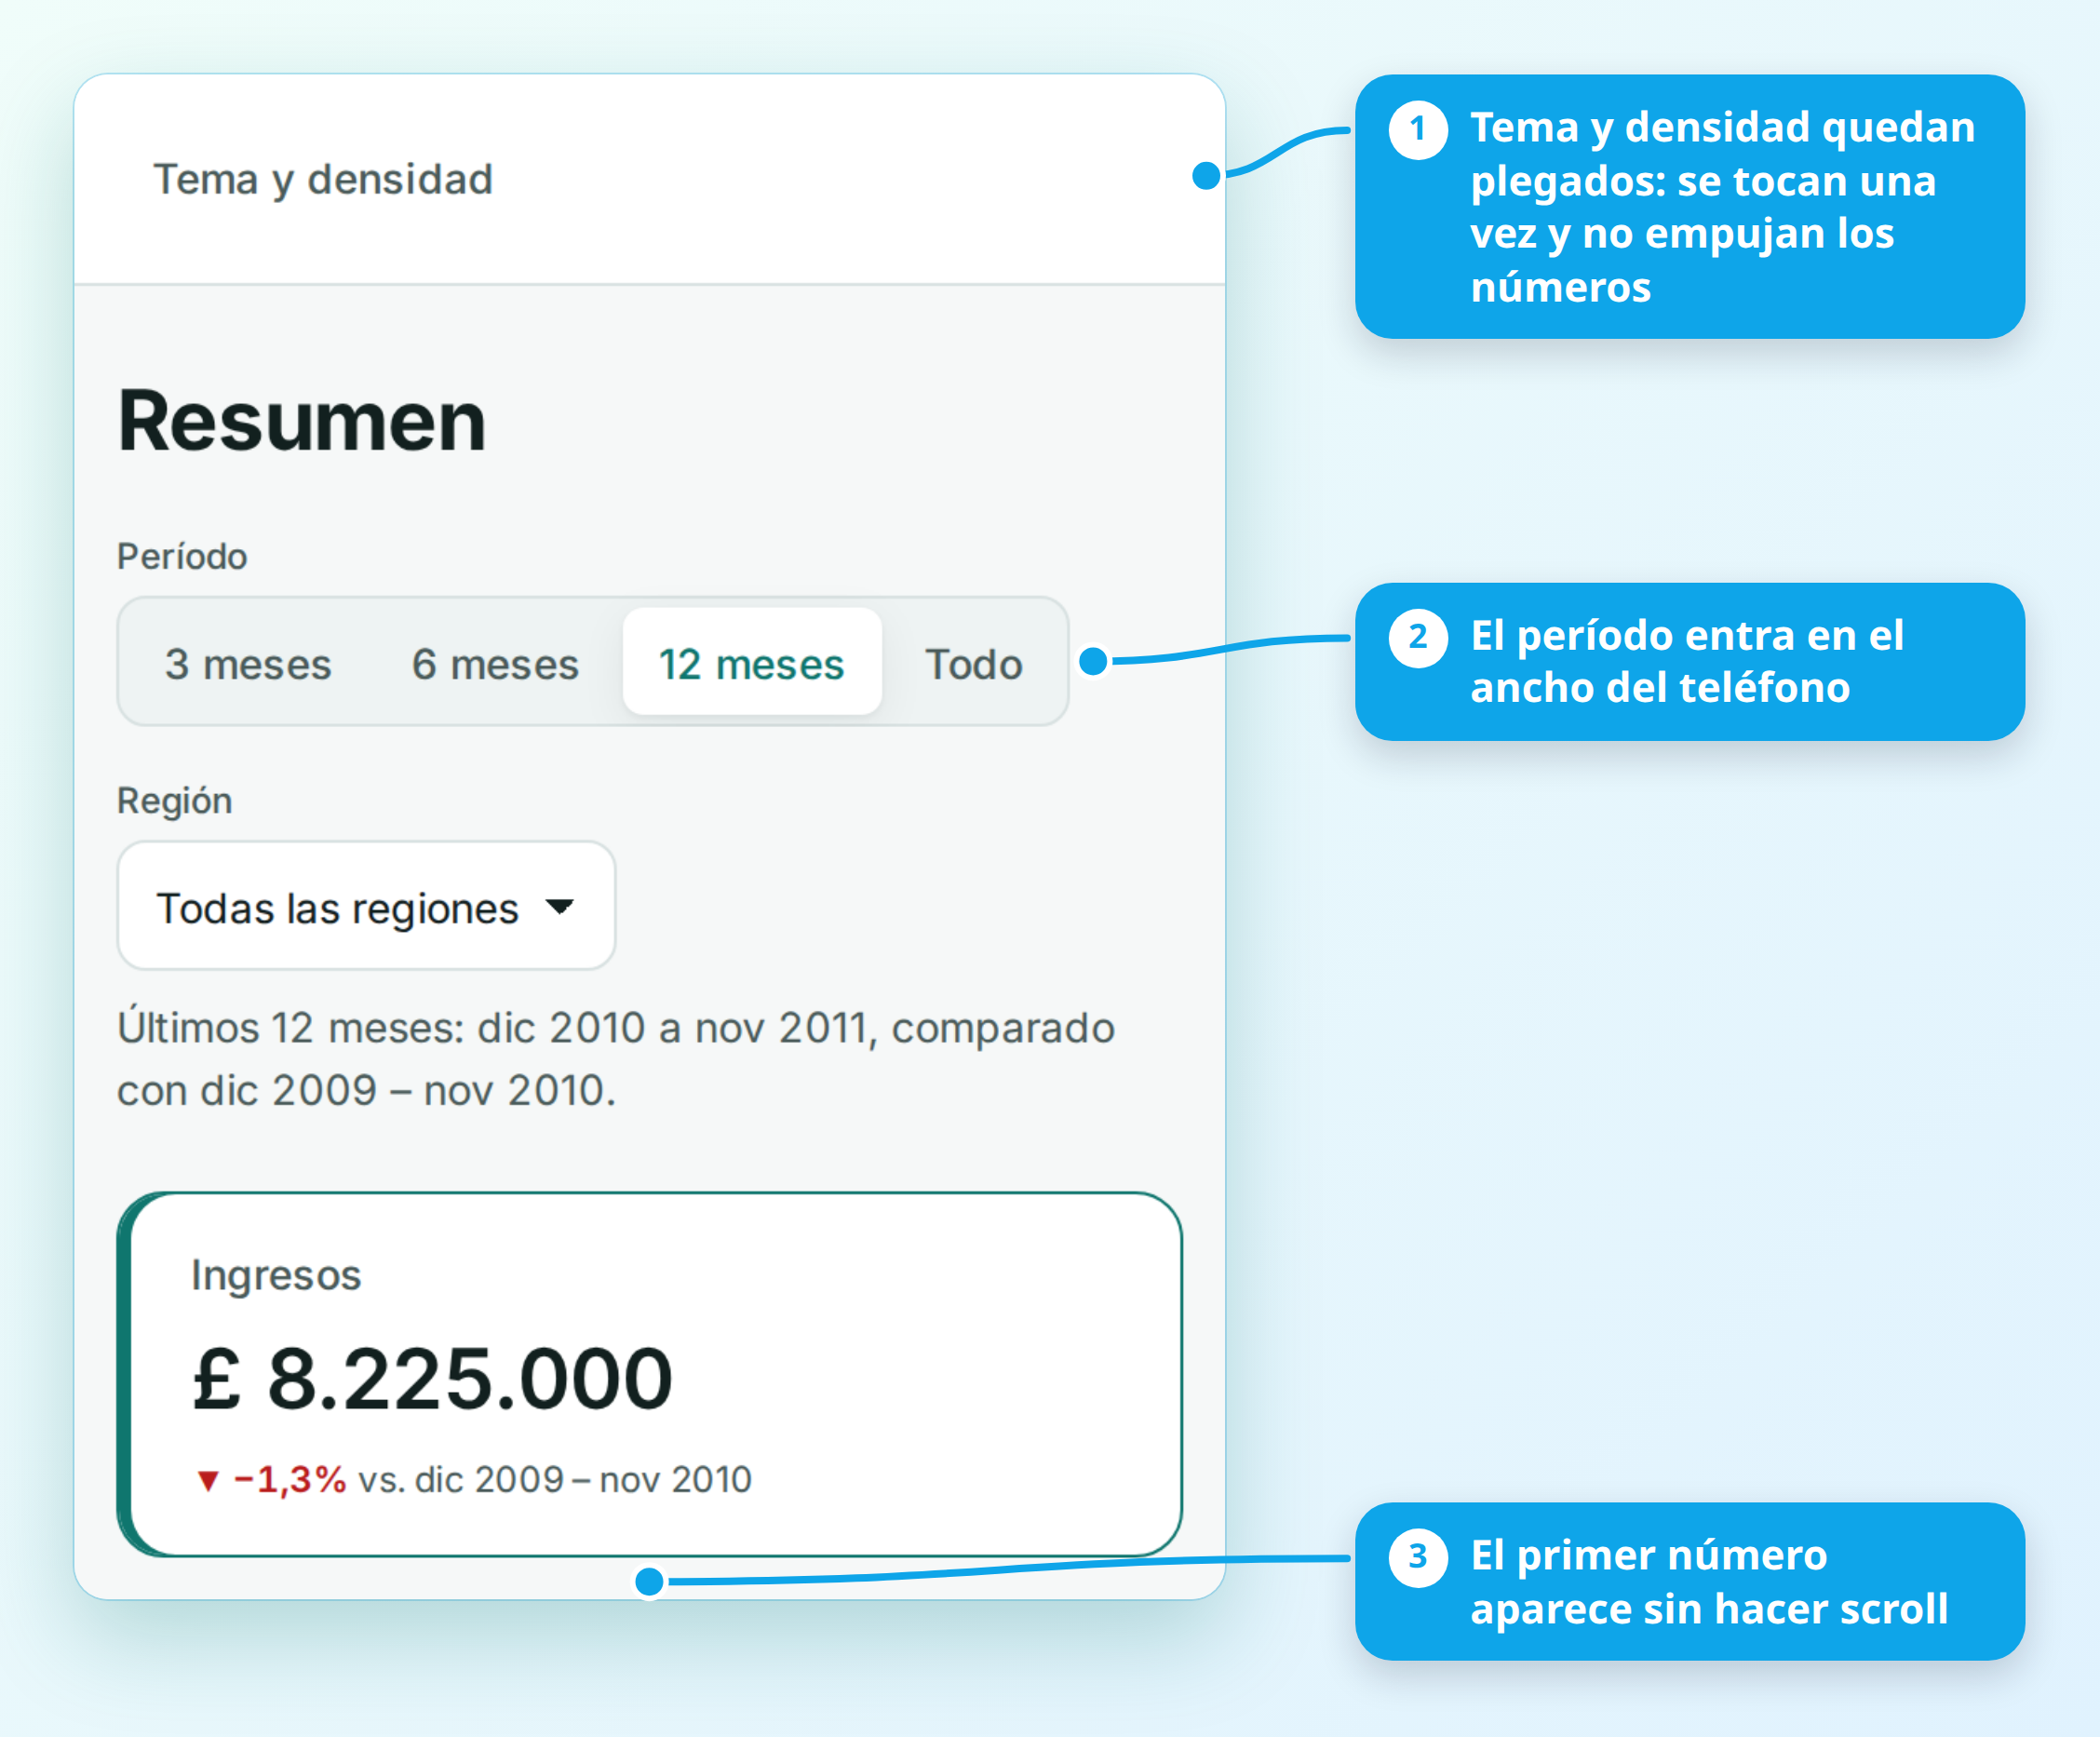 Tema y densidad
Resumen
Período
3 meses 6 meses 12 meses Todo
Región
Todas las regiones
Últimos 12 meses: dic 2010 a nov 2011, comparado
con dic 2009 – nov 2010.
Ingresos
£ 8.225.000
▼ −1,3% vs. dic 2009 – nov 2010
1 Tema y densidad quedan
plegados: se tocan una
vez y no empujan los
números
2 El período entra en el
ancho del teléfono
3 El primer número
aparece sin hacer scroll